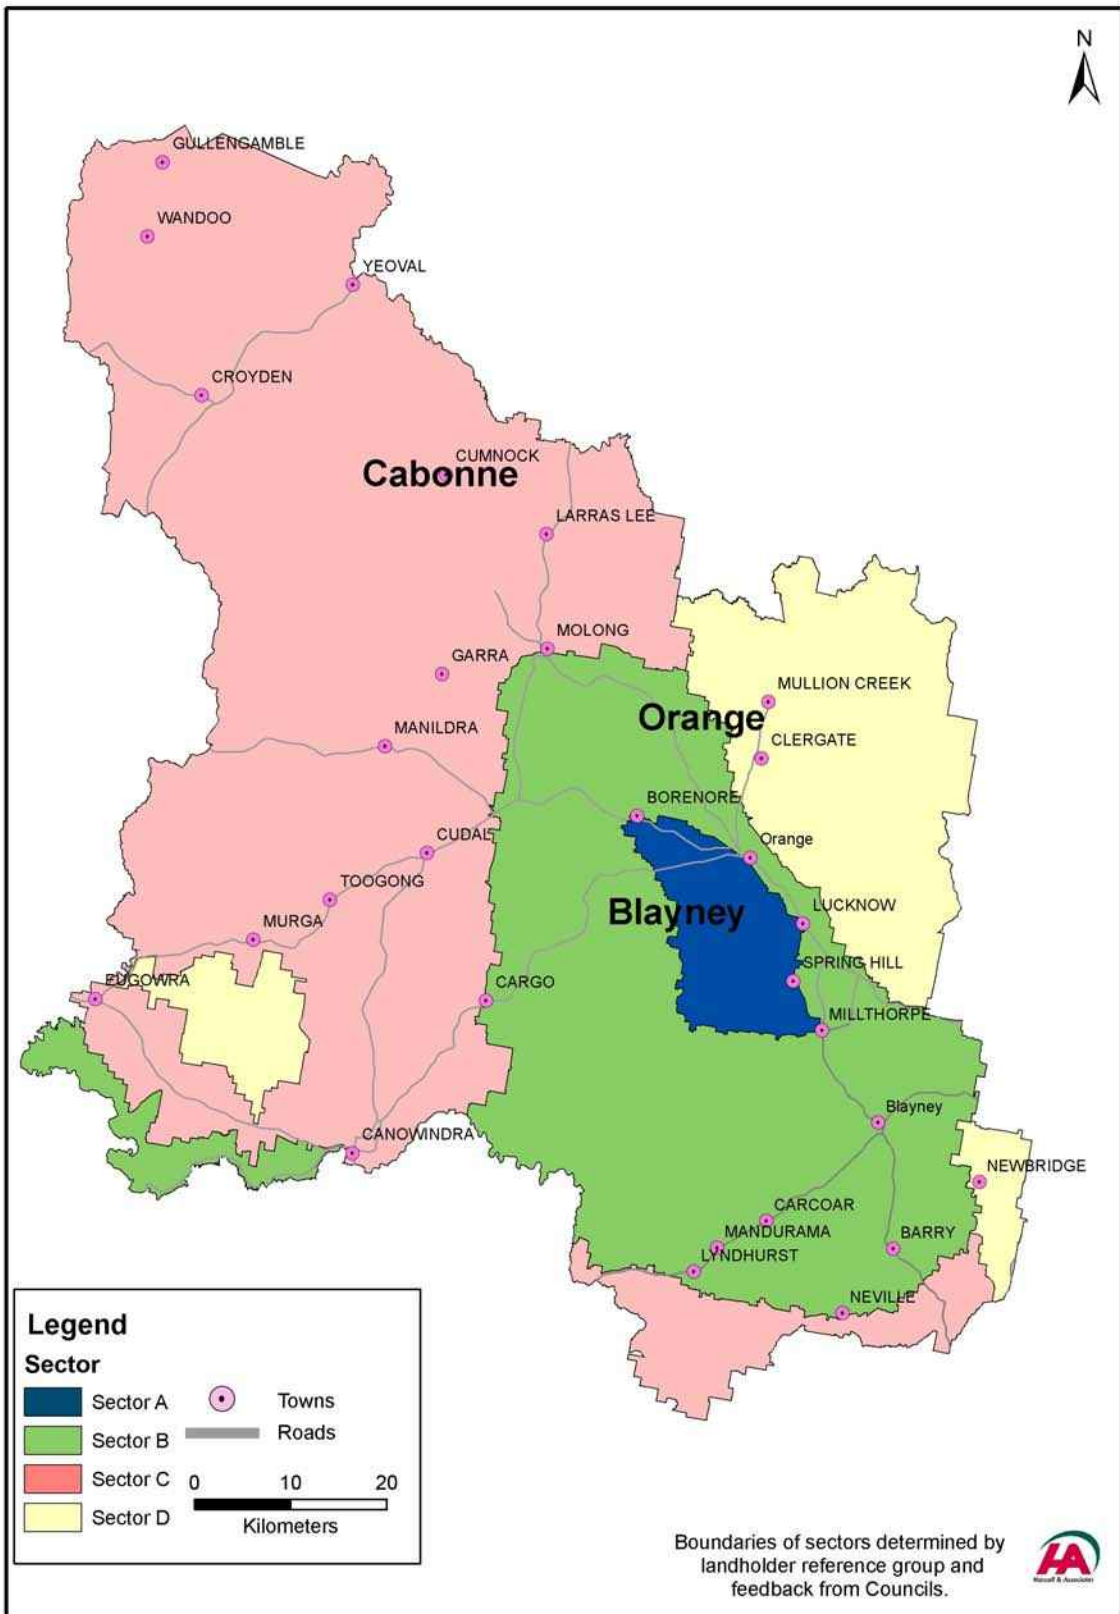 N
GULLENGAMBLE
WANDOO
YEOVAL
CROYDEN
CUMNOCK
Cabonne
LARRAS LEE
MOLONG
GARRA
MULLION CREEK
Orange
MANILDRA
CLERGATE
BORENORE
CUDAL
Orange
TOOGONG
Blayney
LUCKNOW
MURGA
SPRING HILL
EUGOWRA
CARGO
MILLTHORPE
Blayney
CANOWINDRA
NEWBRIDGE
CARCOAR
MANDURAMA
BARRY
LYNDHURST
NEVILLE
Legend
Sector
Sector A
Sector B
Sector C
Sector D
Towns
Roads
0 10 20
Kilometers
Boundaries of sectors determined by
landholder reference group and
feedback from Councils.
HA
Hassall & Associates